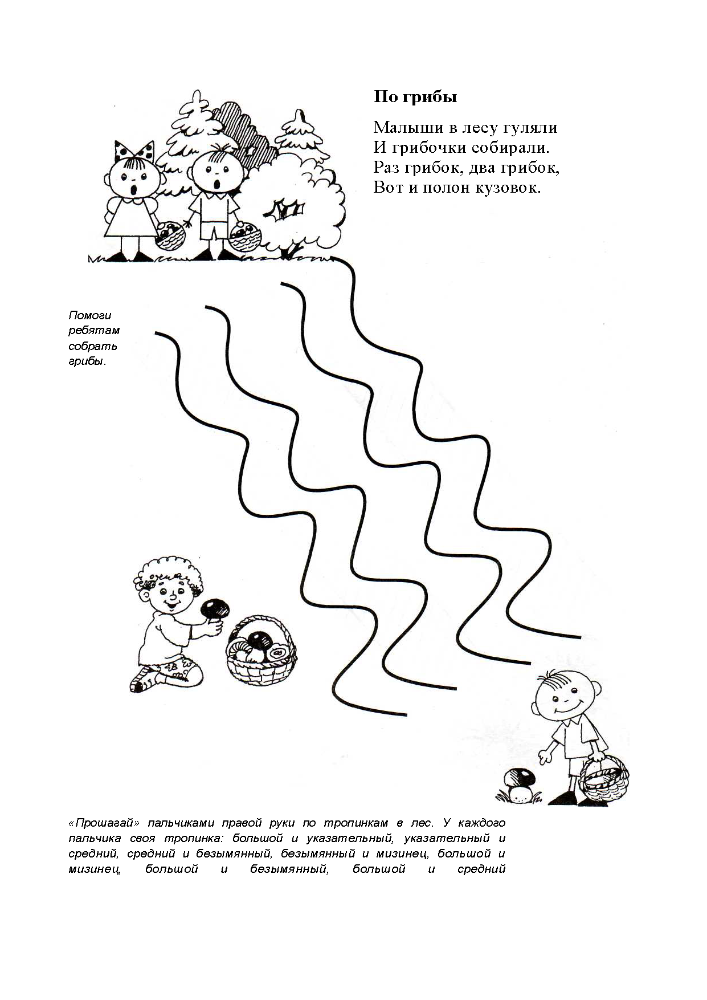 По грибы
Малыши в лесу гуляли
И грибочки собирали.
Раз грибок, два грибок,
Вот и полон кузовок.
Помоги
ребятам
собрать
грибы.
«Прошагай» пальчиками правой руки по тропинкам в лес. У каждого
пальчика своя тропинка: большой и указательный, указательный и
средний, средний и безымянный, безымянный и мизинец, большой и
мизинец, большой и безымянный, большой и средний